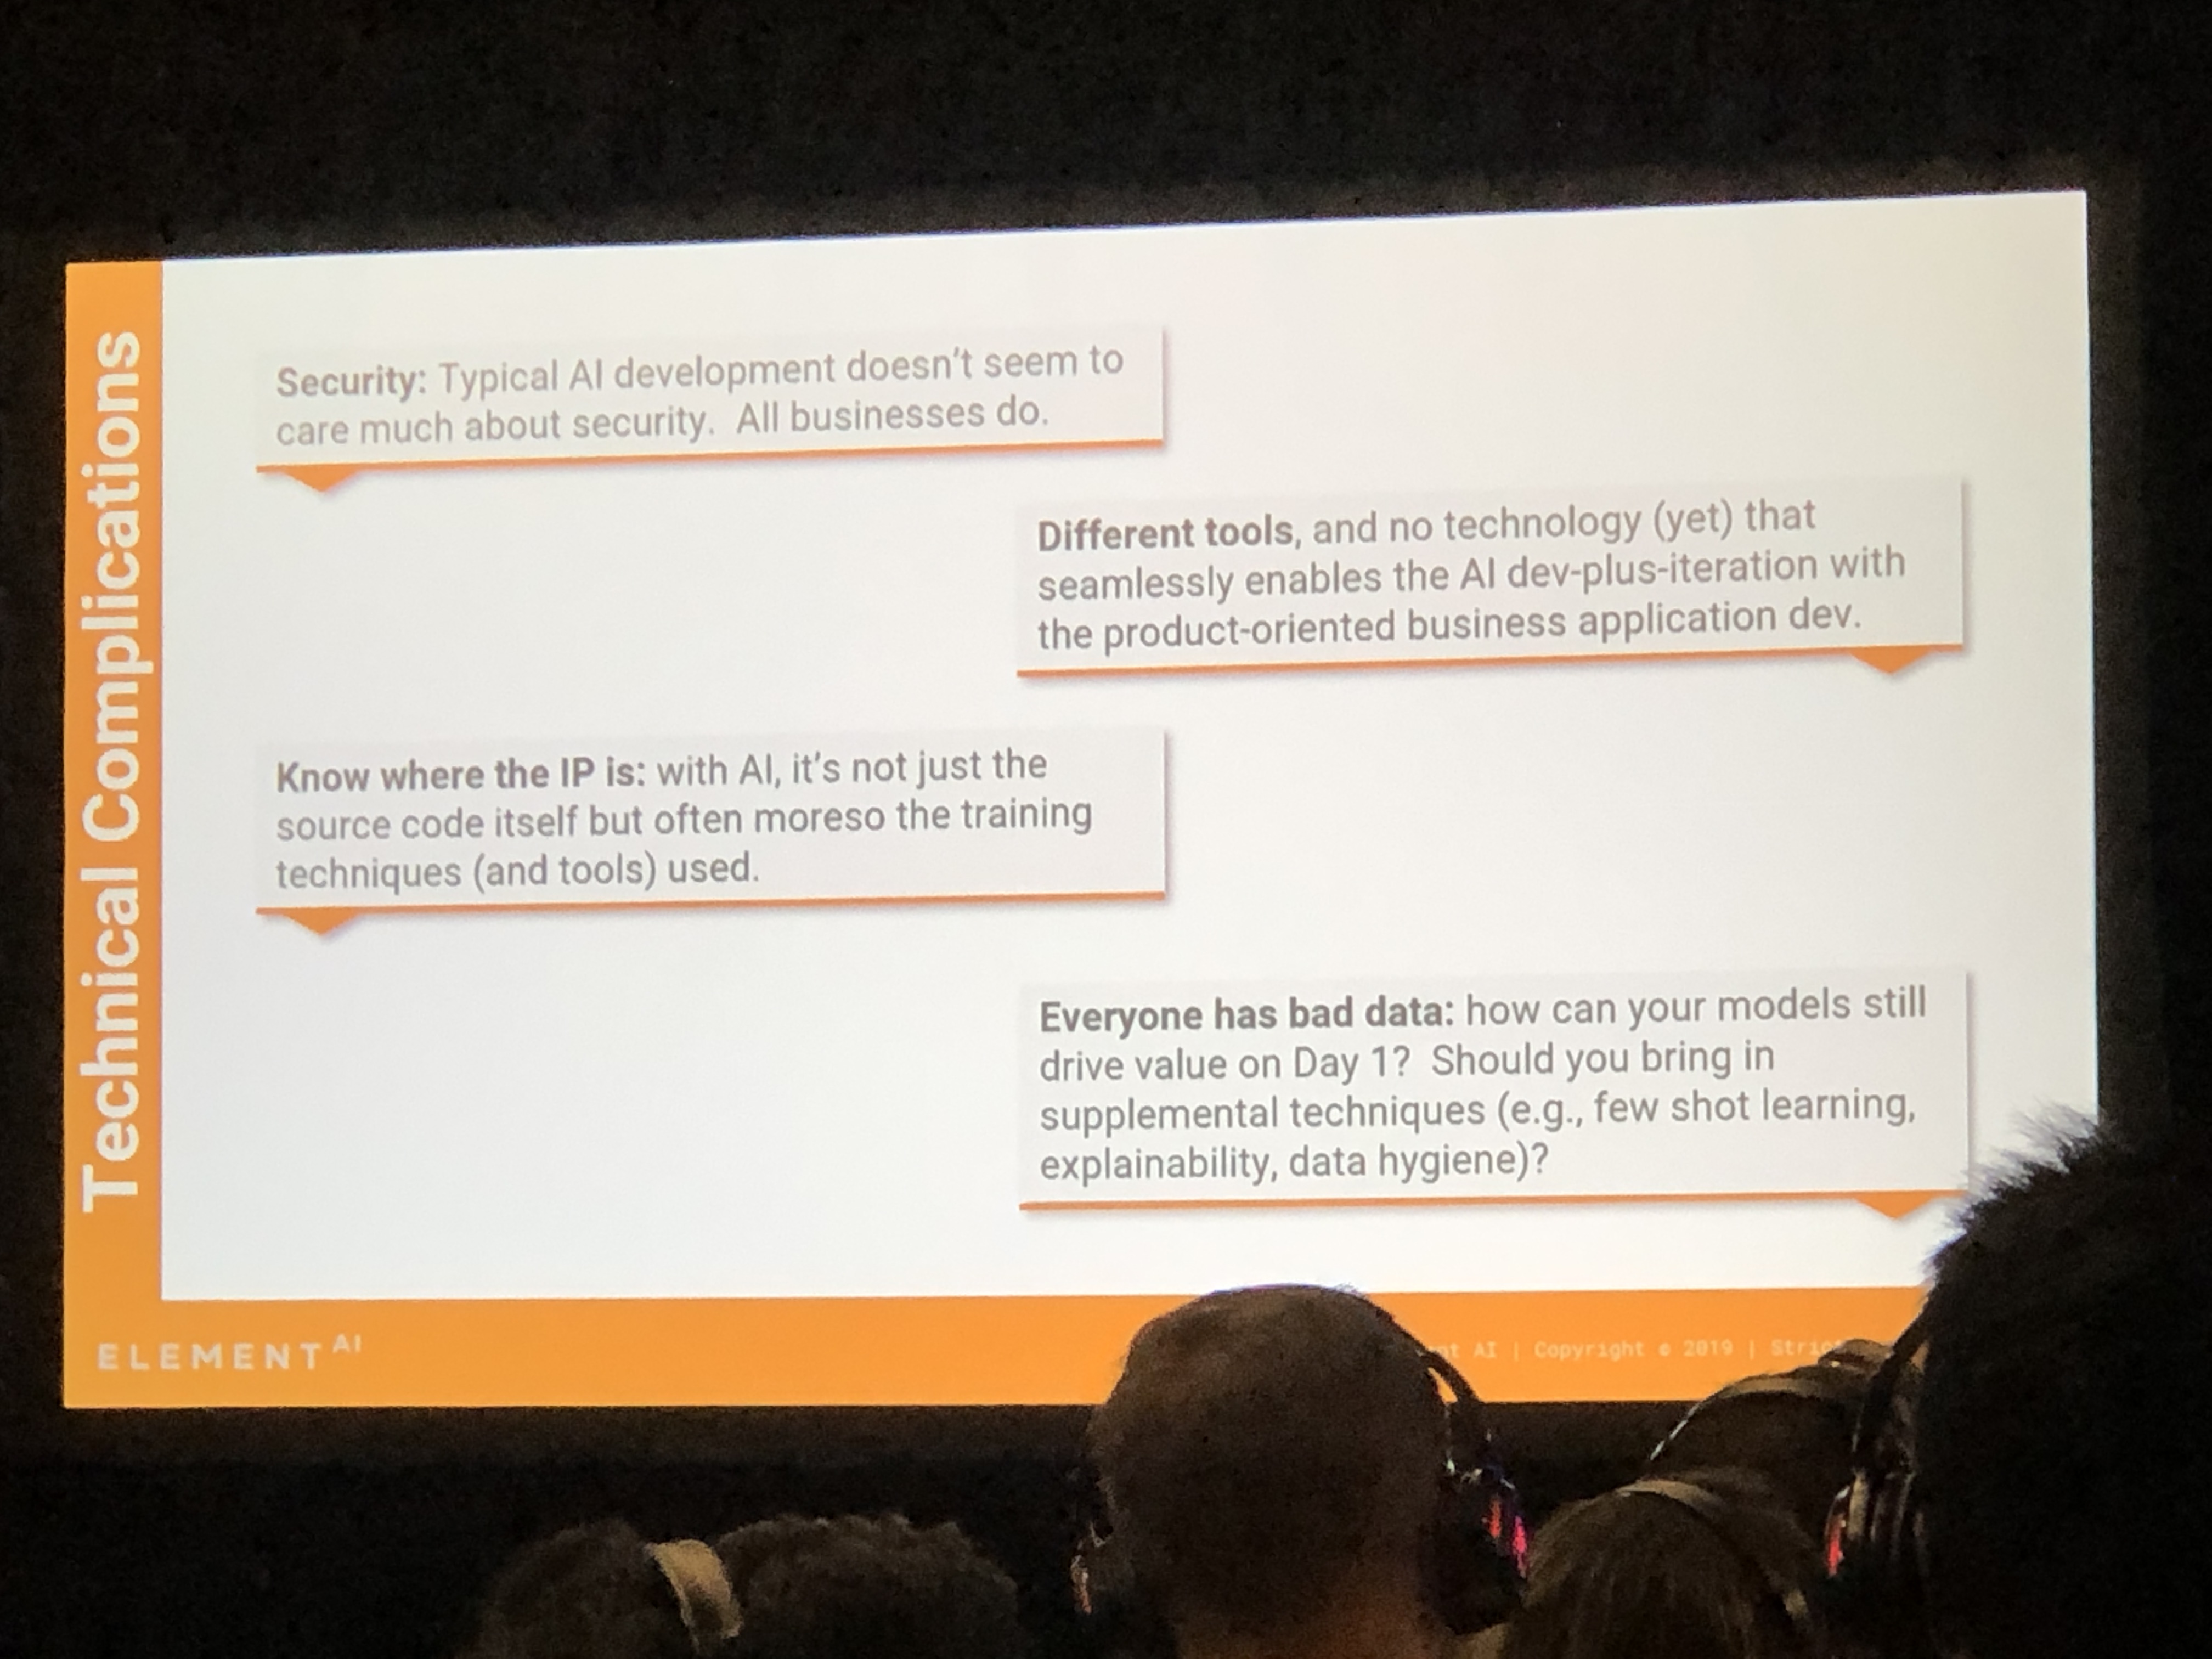 Technical Complications
Security: Typical AI development doesn't seem to
care much about security.  All businesses do.
Different tools, and no technology (yet) that
seamlessly enables the AI dev-plus-iteration with
the product-oriented business application dev.
Know where the IP is: with AI, it's not just the
source code itself but often moreso the training
techniques (and tools) used.
Everyone has bad data: how can your models still
drive value on Day 1?  Should you bring in
supplemental techniques (e.g., few shot learning,
explainability, data hygiene)?
ELEMENT AI
AI | Copyright © 2019 |